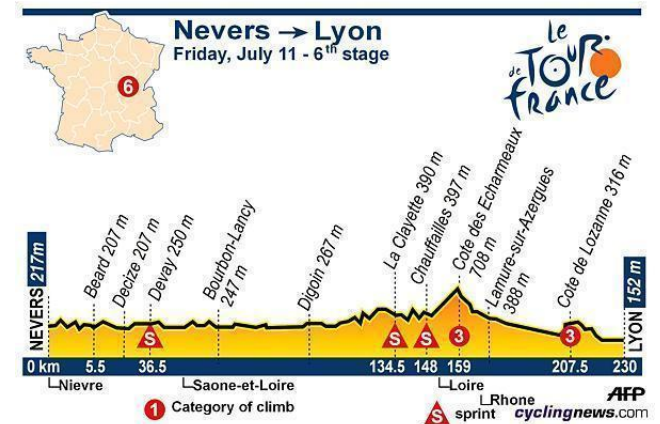 Nevers → Lyon
Friday, July 11 - 6th stage
Le
TOUR
de
france
6
NEVERS 217m
Beard 207 m
Decize 207 m
Devay 250 m
Bourbon-Lancy
247 m
Digoin 267 m
La Clayette 390 m
Chauffailles 397 m
Cote des Echarmeaux
708 m
Lamure-sur-Azergues
388 m
Cote de Lozanne 316 m
LYON 152 m
S
S
S
3
3
0 km 5.5 36.5 134.5 148 159 207.5 230
Nievre
Saone-et-Loire
Loire
Rhone
1 Category of climb
S sprint
AFP
cyclingnews.com